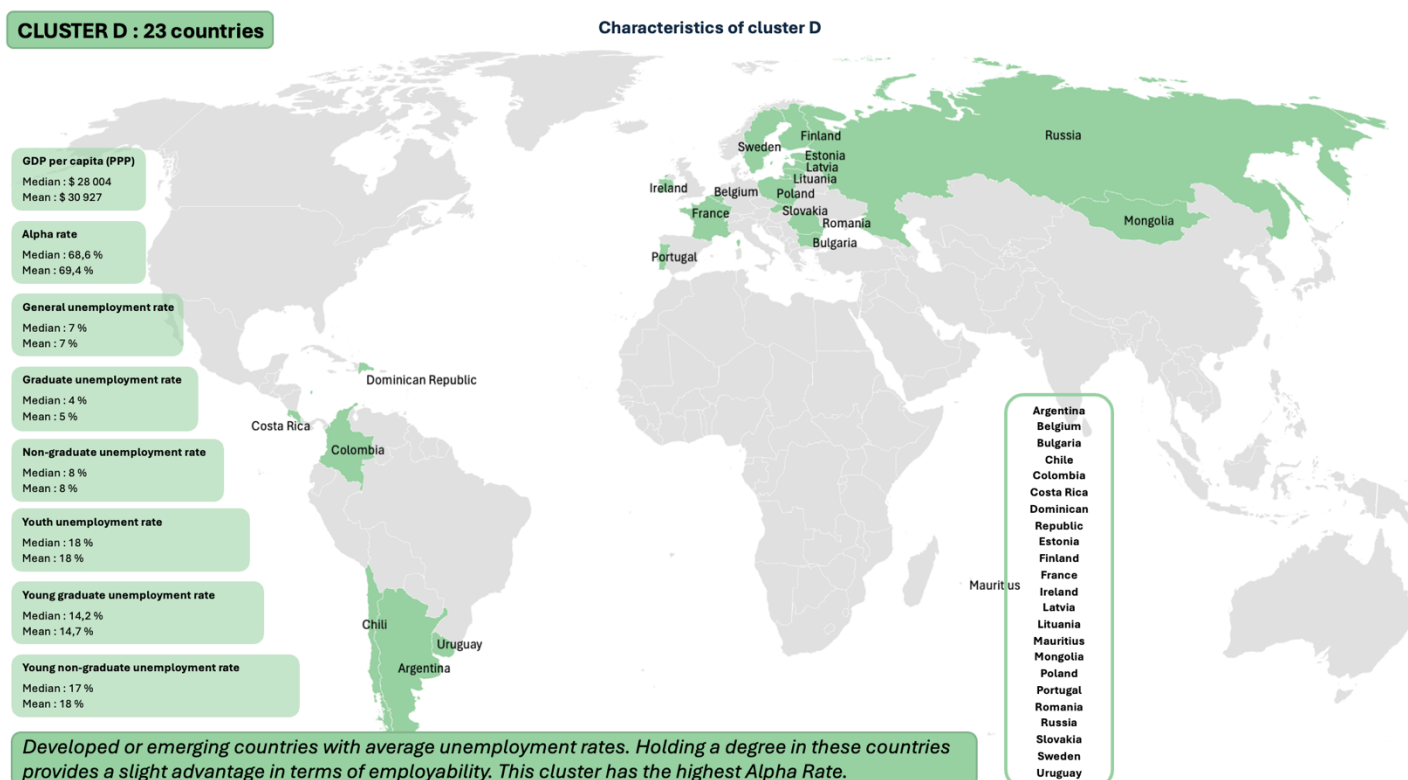 CLUSTER D : 23 countries
Characteristics of cluster D
GDP per capita (PPP)
Median : $ 28 004
Mean : $ 30 927
Alpha rate
Median : 68,6 %
Mean : 69,4 %
General unemployment rate
Median : 7 %
Mean : 7 %
Graduate unemployment rate
Median : 4 %
Mean : 5 %
Non-graduate unemployment rate
Median : 8 %
Mean : 8 %
Youth unemployment rate
Median : 18 %
Mean : 18 %
Young graduate unemployment rate
Median : 14,2 %
Mean : 14,7 %
Young non-graduate unemployment rate
Median : 17 %
Mean : 18 %
Russia
Finland
Sweden
Estonia
Latvia
Lituania
Ireland
Belgium
Poland
France
Slovakia
Romania
Mongolia
Bulgaria
Portugal
Dominican Republic
Costa Rica
Colombia
Mauritius
Chili
Uruguay
Argentina
Argentina
Belgium
Bulgaria
Chile
Colombia
Costa Rica
Dominican
Republic
Estonia
Finland
France
Ireland
Latvia
Lituania
Mauritius
Mongolia
Poland
Portugal
Romania
Russia
Slovakia
Sweden
Uruguay
Developed or emerging countries with average unemployment rates. Holding a degree in these countries
provides a slight advantage in terms of employability. This cluster has the highest Alpha Rate.